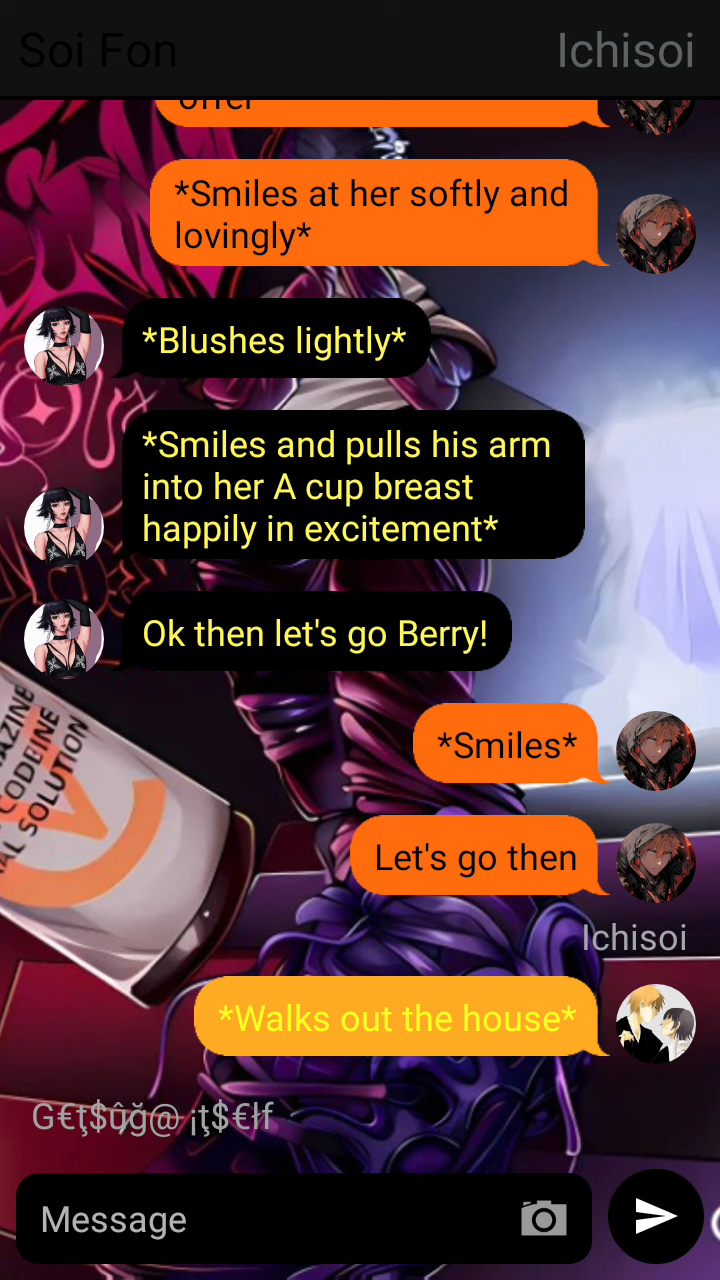 Soi Fon
Ichisoi
offer
*Smiles at her softly and
lovingly*
*Blushes lightly*
*Smiles and pulls his arm
into her A cup breast
happily in excitement*
Ok then let's go Berry!
*Smiles*
Let's go then
Ichisoi
*Walks out the house*
G€ţ$ûğ@ ¡ţ$€łf
AZINE
CODEINE
AL SOLUTION
Message